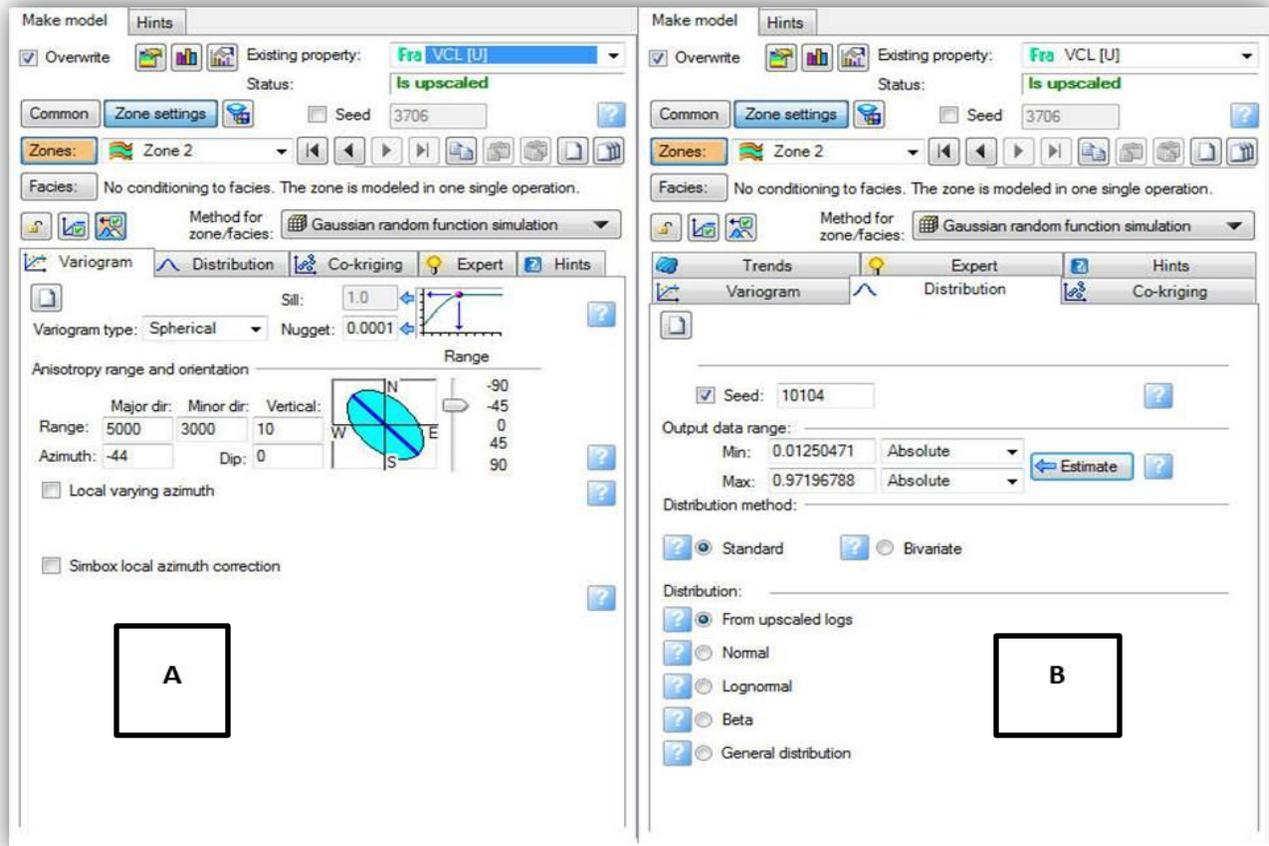 Make model Hints
Overwrite Existing property: Fra VCL [U]
Status: Is upscaled
Common Zone settings Seed 3706 ?
Zones: Zone 2
Facies: No conditioning to facies. The zone is modeled in one single operation.
Method for
zone/facies: Gaussian random function simulation
Variogram Distribution Co-kriging Expert ? Hints
Sill: 1.0 ?
Variogram type: Spherical Nugget: 0.0001
Range
Anisotropy range and orientation
N -90
Major dir: Minor dir: Vertical: -45
Range: 5000 3000 10 W E 0
45
Azimuth: -44 Dip: 0 S 90 ?
Local varying azimuth ?
Simbox local azimuth correction
?
A
Make model Hints
Overwrite Existing property: Fra VCL [U]
Status: Is upscaled
Common Zone settings Seed 3706 ?
Zones: Zone 2
Facies: No conditioning to facies. The zone is modeled in one single operation.
Method for
zone/facies: Gaussian random function simulation
Trends Expert ? Hints
Variogram Distribution Co-kriging
Seed: 10104 ?
Output data range:
Min: 0.01250471 Absolute
Estimate ?
Max: 0.97196788 Absolute
Distribution method:
? Standard ? Bivariate
Distribution:
? From upscaled logs
? Normal
? Lognormal
? Beta
? General distribution
B